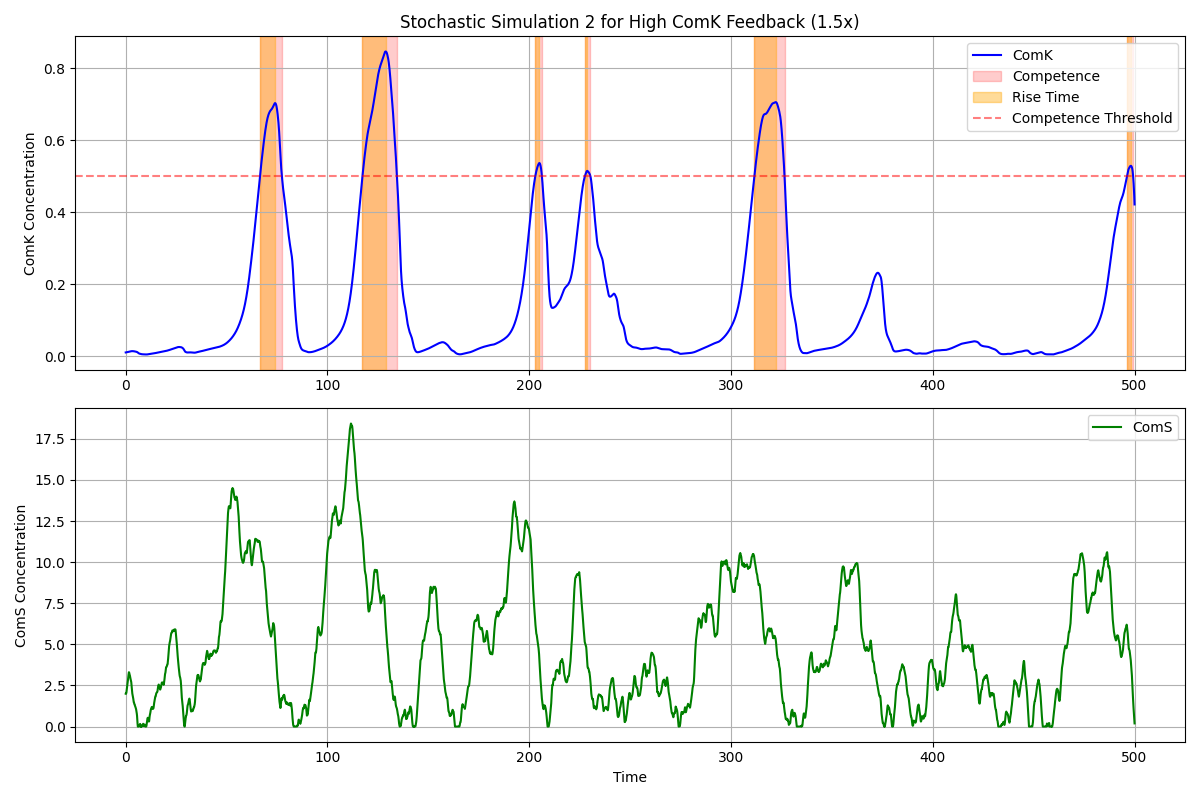 Stochastic Simulation 2 for High ComK Feedback (1.5x)
ComK Concentration
0.8
0.6
0.4
0.2
0.0
ComK
Competence
Rise Time
Competence Threshold
0 100 200 300 400 500
ComS Concentration
17.5
15.0
12.5
10.0
7.5
5.0
2.5
0.0
ComS
0 100 200 300 400 500
Time